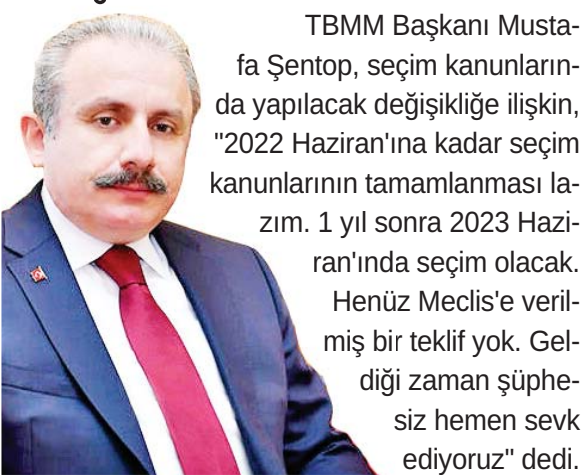 TBMM Başkanı Musta-
fa Şentop, seçim kanunların-
da yapılacak değişikliğe ilişkin,
"2022 Haziran'ına kadar seçim
kanunlarının tamamlanması la-
zım. 1 yıl sonra 2023 Hazi-
ran'ında seçim olacak.
Henüz Meclis'e veril-
miş bir teklif yok. Gel-
diği zaman şüphe-
siz hemen sevk
ediyoruz" dedi.